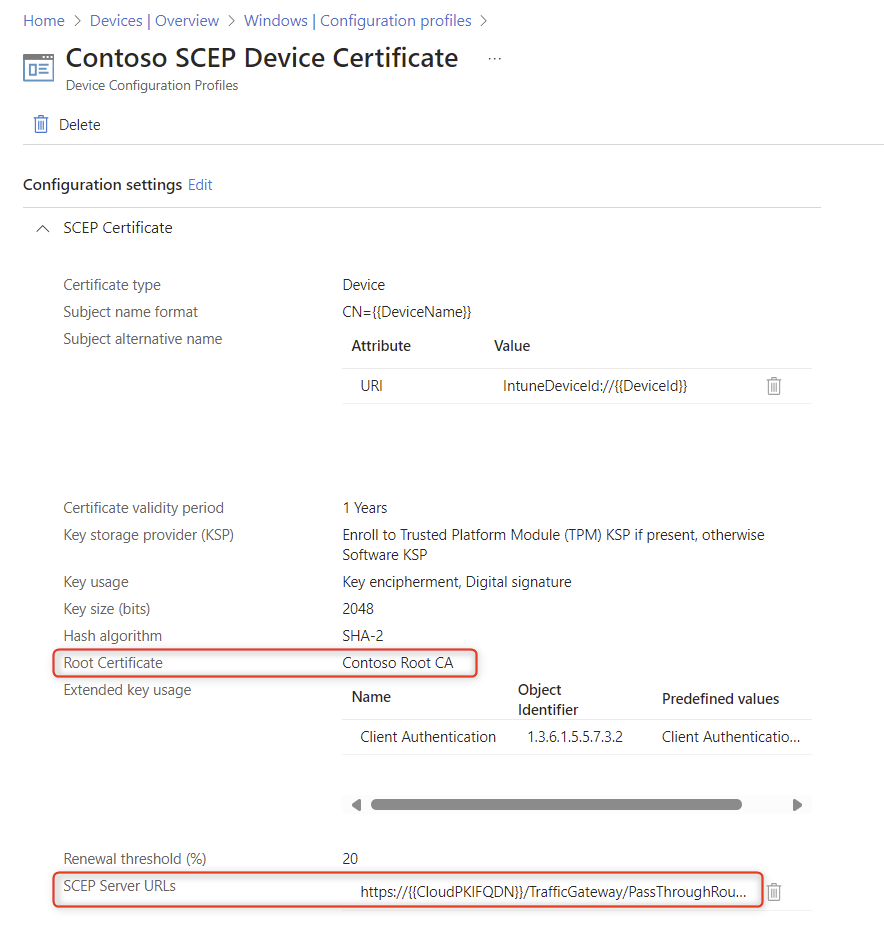 Home > Devices | Overview > Windows | Configuration profiles >
Contoso SCEP Device Certificate ...
Device Configuration Profiles
Delete
Configuration settings Edit
SCEP Certificate
Certificate type Device
Subject name format CN={{DeviceName}}
Subject alternative name
Attribute Value
URI IntuneDeviceId://{{DeviceId}}
Certificate validity period 1 Years
Key storage provider (KSP) Enroll to Trusted Platform Module (TPM) KSP if present, otherwise
Software KSP
Key usage Key encipherment, Digital signature
Key size (bits) 2048
Hash algorithm SHA-2
Root Certificate Contoso Root CA
Extended key usage
Name Object Identifier Predefined values
Client Authentication 1.3.6.1.5.5.7.3.2 Client Authenticatio...
Renewal threshold (%) 20
SCEP Server URLs
https://{{CloudPKIFQDN}}/TrafficGateway/PassThroughRou...